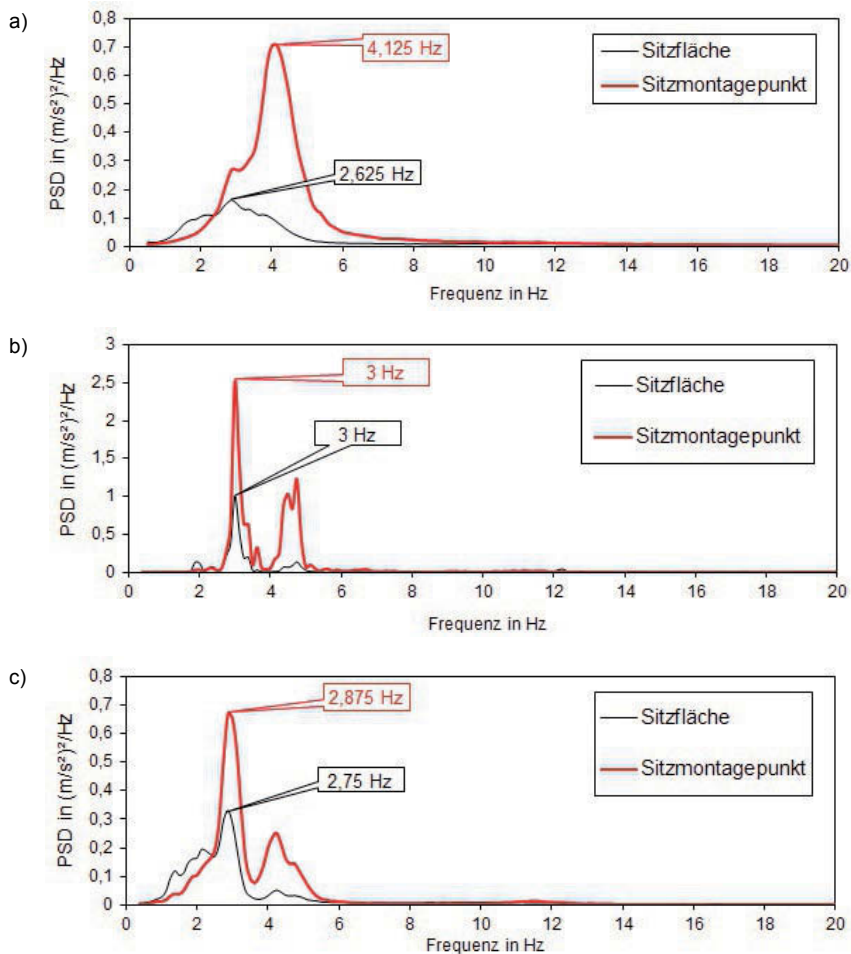 a)
0,8
0,7
0,6
0,5
0,4
0,3
0,2
0,1
0
PSD in (m/s²)²/Hz
4,125 Hz
2,625 Hz
Sitzfläche
Sitzmontagepunkt
0 2 4 6 8 10 12 14 16 18 20
Frequenz in Hz
b)
3
2,5
2
1,5
1
0,5
0
PSD in (m/s²)²/Hz
3 Hz
3 Hz
Sitzfläche
Sitzmontagepunkt
0 2 4 6 8 10 12 14 16 18 20
Frequenz in Hz
c)
0,8
0,7
0,6
0,5
0,4
0,3
0,2
0,1
0
PSD in (m/s²)²/Hz
2,875 Hz
2,75 Hz
Sitzfläche
Sitzmontagepunkt
0 2 4 6 8 10 12 14 16 18 20
Frequenz in Hz